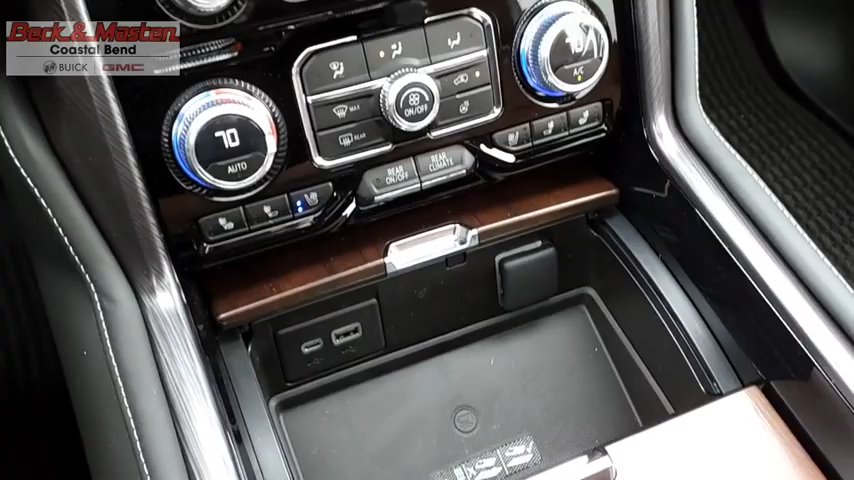 Beck & Masten
Coastal Bend
BUICK GMC
70
AUTO
MAX
REAR
ON/OFF
A/C
REAR
ON/OFF
REAR
CLIMATE